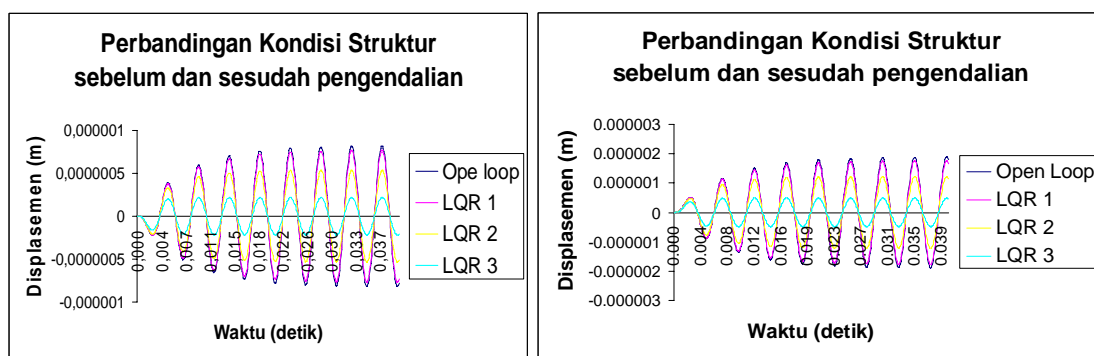 Perbandingan Kondisi Struktur
sebelum dan sesudah pengendalian
0,000001
0,0000005
0
-0,0000005
-0,000001
Displasemen (m)
0,000
0,004
0,007
0,011
0,015
0,018
0,022
0,026
0,030
0,033
0,037
Waktu (detik)
Ope loop
LQR 1
LQR 2
LQR 3
Perbandingan Kondisi Struktur
sebelum dan sesudah pengendalian
0.000003
0.000002
0.000001
0
-0.000001
-0.000002
-0.000003
Displasemen (m)
0.000
0.004
0.008
0.012
0.016
0.019
0.023
0.027
0.031
0.035
0.039
Waktu (detik)
Open Loop
LQR 1
LQR 2
LQR 3